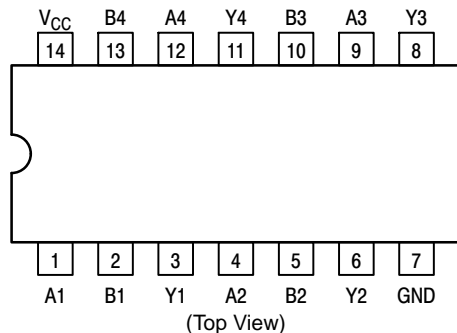 VCC B4 A4 Y4 B3 A3 Y3
14 13 12 11 10 9 8
1 2 3 4 5 6 7
A1 B1 Y1 A2 B2 Y2 GND
(Top View)